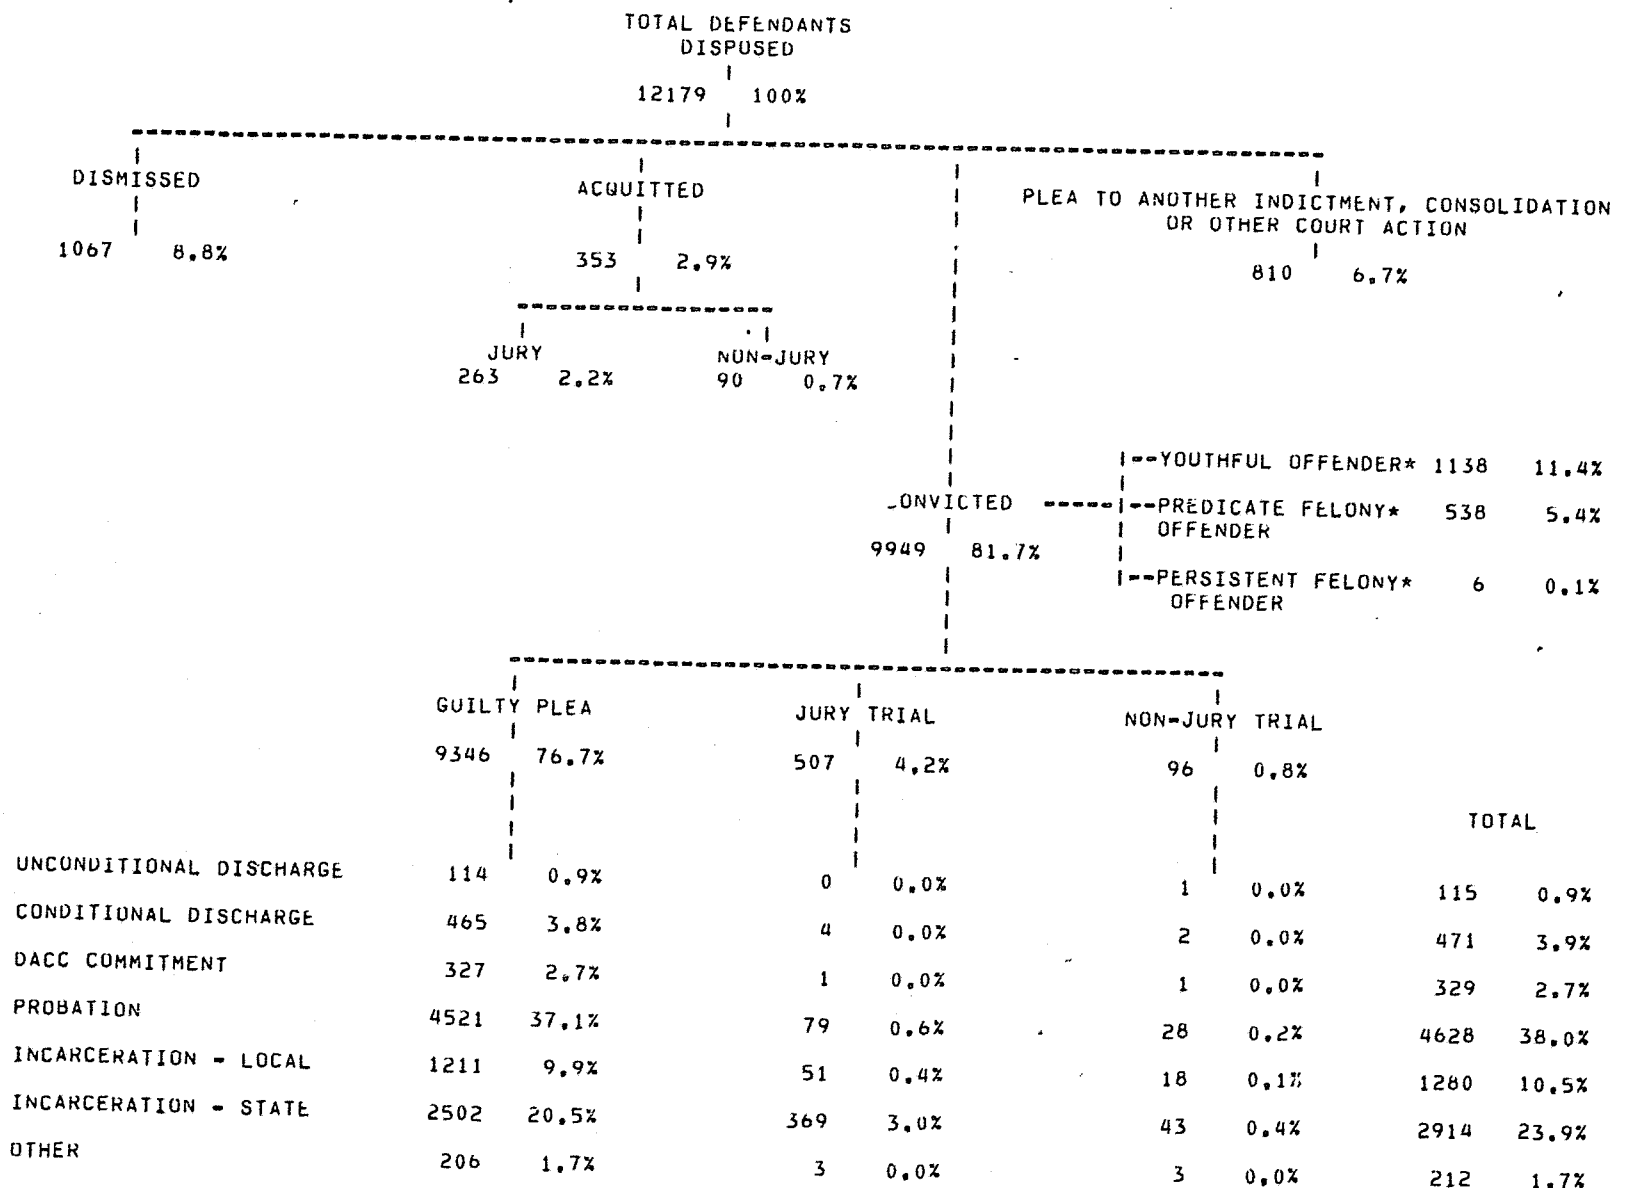 TOTAL DEFENDANTS
DISPOSED
12179 100%
DISMISSED
1067 8.8%
ACQUITTED
353 2.9%
PLEA TO ANOTHER INDICTMENT, CONSOLIDATION
OR OTHER COURT ACTION
810 6.7%
JURY
263 2.2%
NON-JURY
90 0.7%
ONVICTED
9949 81.7%
YOUTHFUL OFFENDER* 1138 11.4%
PREDICATE FELONY* 538 5.4%
OFFENDER
PERSISTENT FELONY* 6 0.1%
OFFENDER
GUILTY PLEA
9346 76.7%
JURY TRIAL
507 4.2%
NON-JURY TRIAL
96 0.8%
TOTAL
UNCONDITIONAL DISCHARGE 114 0.9% 0 0.0% 1 0.0% 115 0.9%
CONDITIONAL DISCHARGE 465 3.8% 4 0.0% 2 0.0% 471 3.9%
DACC COMMITMENT 327 2.7% 1 0.0% 1 0.0% 329 2.7%
PROBATION 4521 37.1% 79 0.6% 28 0.2% 4628 38.0%
INCARCERATION - LOCAL 1211 9.9% 51 0.4% 18 0.1% 1280 10.5%
INCARCERATION - STATE 2502 20.5% 369 3.0% 43 0.4% 2914 23.9%
OTHER 206 1.7% 3 0.0% 3 0.0% 212 1.7%